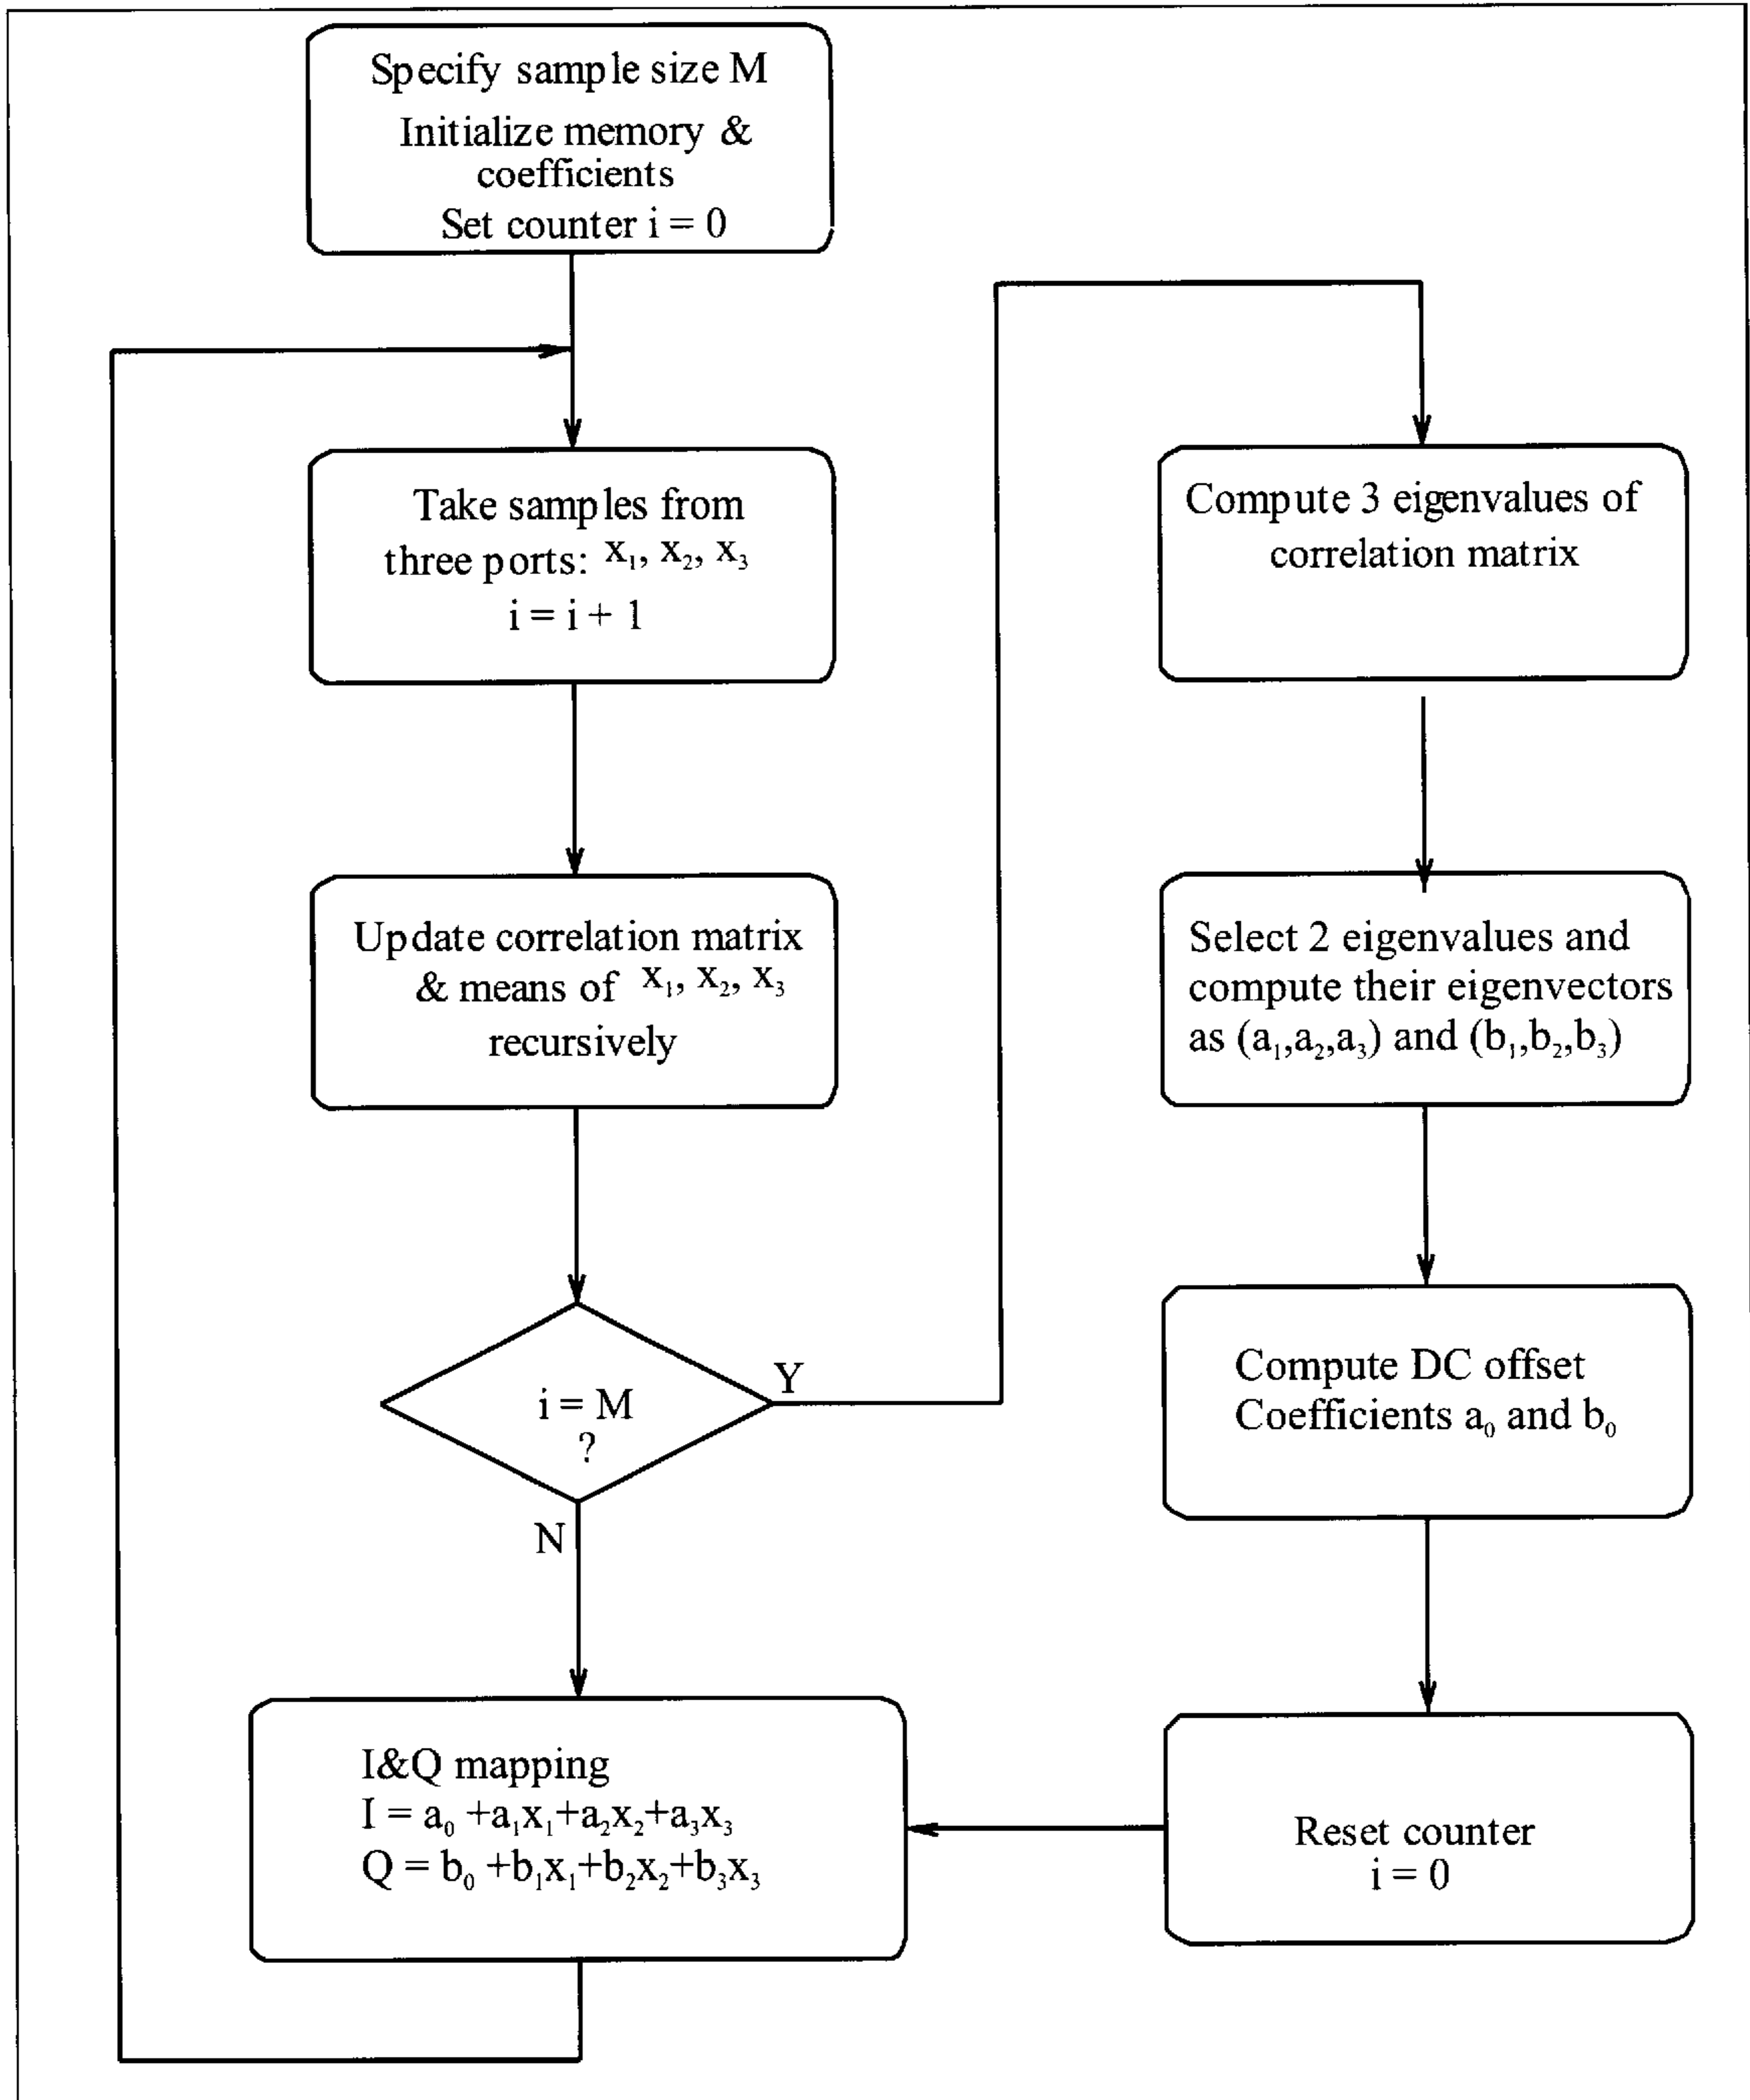 Specify sample size M
Initialize memory &
coefficients
Set counter i = 0
Take samples from
three ports: x₁, x₂, x₃
i = i + 1
Update correlation matrix
& means of x₁, x₂, x₃
recursively
i = M
?
Y
N
I&Q mapping
I = a₀ +a₁x₁+a₂x₂+a₃x₃
Q = b₀ +b₁x₁+b₂x₂+b₃x₃
Compute 3 eigenvalues of
correlation matrix
Select 2 eigenvalues and
compute their eigenvectors
as (a₁,a₂,a₃) and (b₁,b₂,b₃)
Compute DC offset
Coefficients a₀ and b₀
Reset counter
i = 0